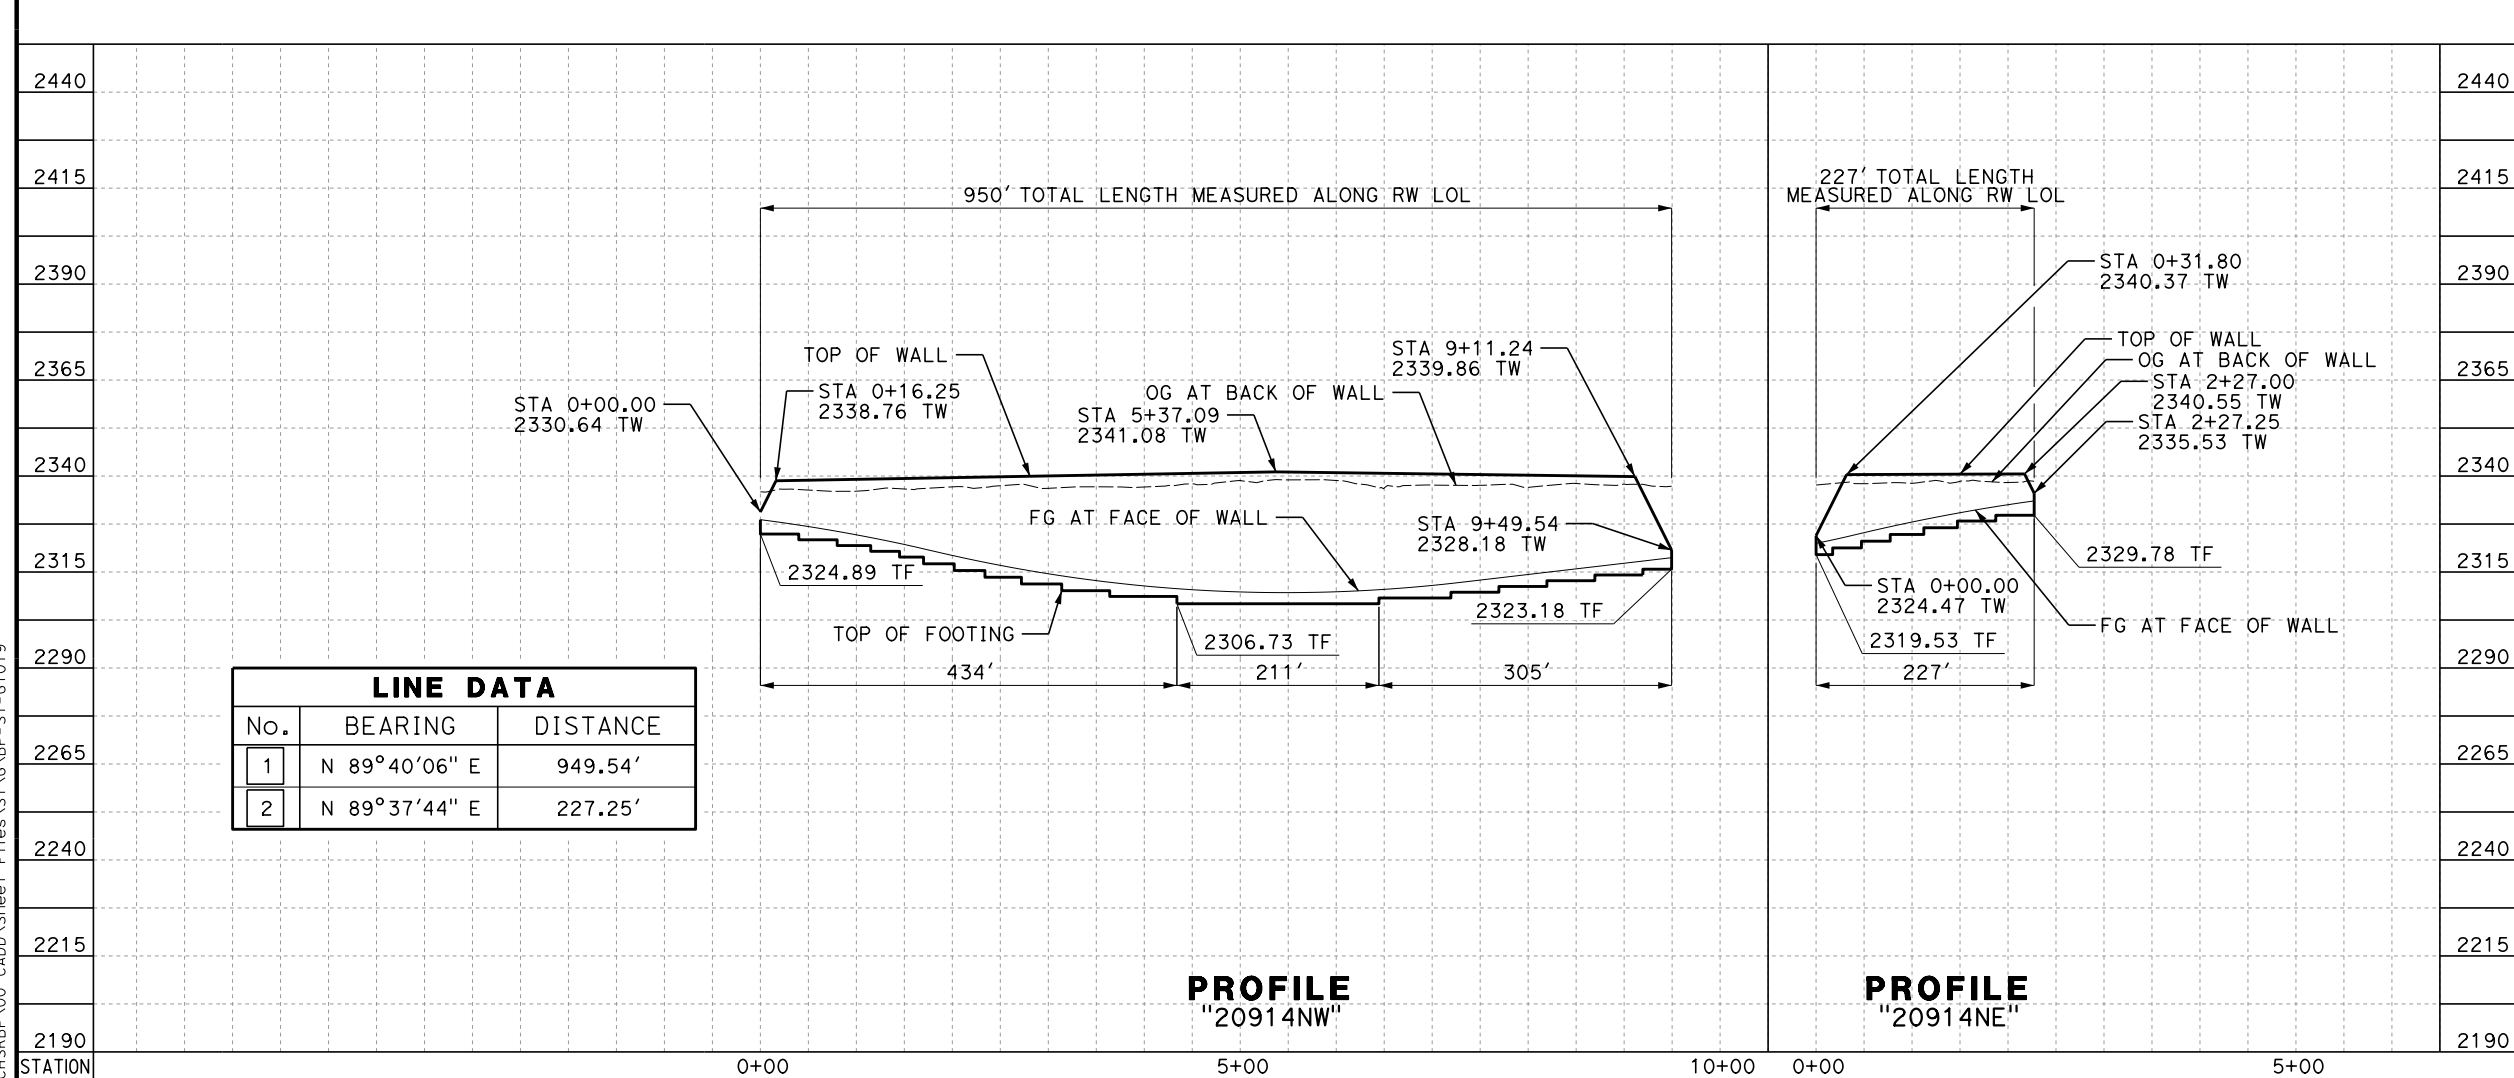 2440
2415
2390
2365
2340
2315
2290
2265
2240
2215
2190
STATION
950' TOTAL LENGTH MEASURED ALONG RW LOL
STA 0+00.00
2330.64 TW
TOP OF WALL
STA 0+16.25
2338.76 TW
STA 5+37.09
2341.08 TW
OG AT BACK OF WALL
STA 9+11.24
2339.86 TW
FG AT FACE OF WALL
STA 9+49.54
2328.18 TW
2324.89 TF
TOP OF FOOTING
2306.73 TF
2323.18 TF
434'
211'
305'
LINE DATA
No. BEARING DISTANCE
1 N 89°40'06" E 949.54'
2 N 89°37'44" E 227.25'
PROFILE
"20914NW"
0+00
5+00
10+00
227' TOTAL LENGTH
MEASURED ALONG RW LOL
STA 0+31.80
2340.37 TW
TOP OF WALL
OG AT BACK OF WALL
STA 2+27.00
2340.55 TW
STA 2+27.25
2335.53 TW
2329.78 TF
STA 0+00.00
2324.47 TW
FG AT FACE OF WALL
2319.53 TF
227'
PROFILE
"20914NE"
0+00
5+00
2440
2415
2390
2365
2340
2315
2290
2265
2240
2215
2190